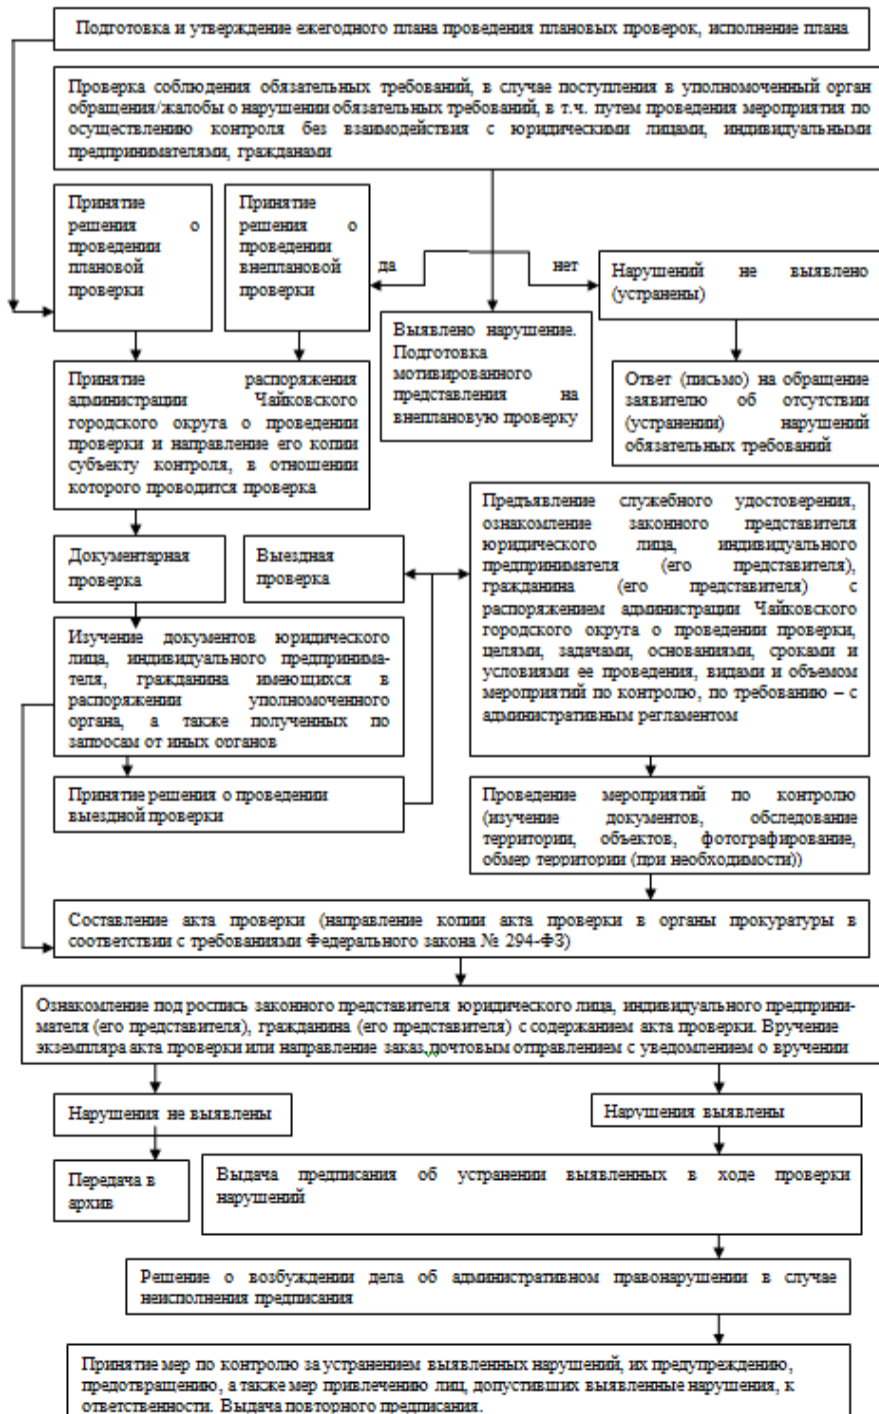 Подготовка и утверждение ежегодного плана проведения плановых проверок, исполнение плана
Проверка соблюдения обязательных требований, в случае поступления в уполномоченный орган
обращения/жалобы о нарушении обязательных требований, в т.ч. путем проведения мероприятия по
осуществлению контроля без взаимодействия с юридическими лицами, индивидуальными
предпринимателями, гражданами
Принятие
решения о
проведении
плановой
проверки
Принятие
решения о
проведении
внеплановой
проверки
да
нет
Нарушений не выявлено
(устранены)
Выявлено нарушение.
Подготовка
мотивированного
представления на
внеплановую проверку
Принятие распоряжения
администрации Чайковского
городского округа о проведении
проверки и направление его копии
субъекту контроля, в отношении
которого проводится проверка
Ответ (письмо) на обращение
заявителю об отсутствии
(устранении) нарушений
обязательных требований
Предъявление служебного удостоверения,
ознакомление законного представителя
юридического лица, индивидуального
предпринимателя (его представителя),
гражданина (его представителя) с
распоряжением администрации Чайковского
городского округа о проведении проверки,
целями, задачами, основаниями, сроками и
условиями ее проведения, видами и объемом
мероприятий по контролю, по требованию – с
административным регламентом
Документарная
проверка
Выездная
проверка
Изучение документов юридического
лица, индивидуального предпринима-
теля, гражданина имеющихся в
распоряжении уполномоченного
органа, а также полученных по
запросам от иных органов
Принятие решения о проведении
выездной проверки
Проведение мероприятий по контролю
(изучение документов, обследование
территории, объектов, фотографирование,
обмер территории (при необходимости))
Составление акта проверки (направление копии акта проверки в органы прокуратуры в
соответствии с требованиями Федерального закона № 294-ФЗ)
Ознакомление под роспись законного представителя юридического лица, индивидуального предприни-
мателя (его представителя), гражданина (его представителя) с содержанием акта проверки. Вручение
экземпляра акта проверки или направление заказ.почтовым отправлением с уведомлением о вручении
Нарушения не выявлены
Нарушения выявлены
Передача в
архив
Выдача предписания об устранении выявленных в ходе проверки
нарушений
Решение о возбуждении дела об административном правонарушении в случае
неисполнения предписания
Принятие мер по контролю за устранением выявленных нарушений, их предупреждению,
предотвращению, а также мер привлечению лиц, допустивших выявленные нарушения, к
ответственности. Выдача повторного предписания.